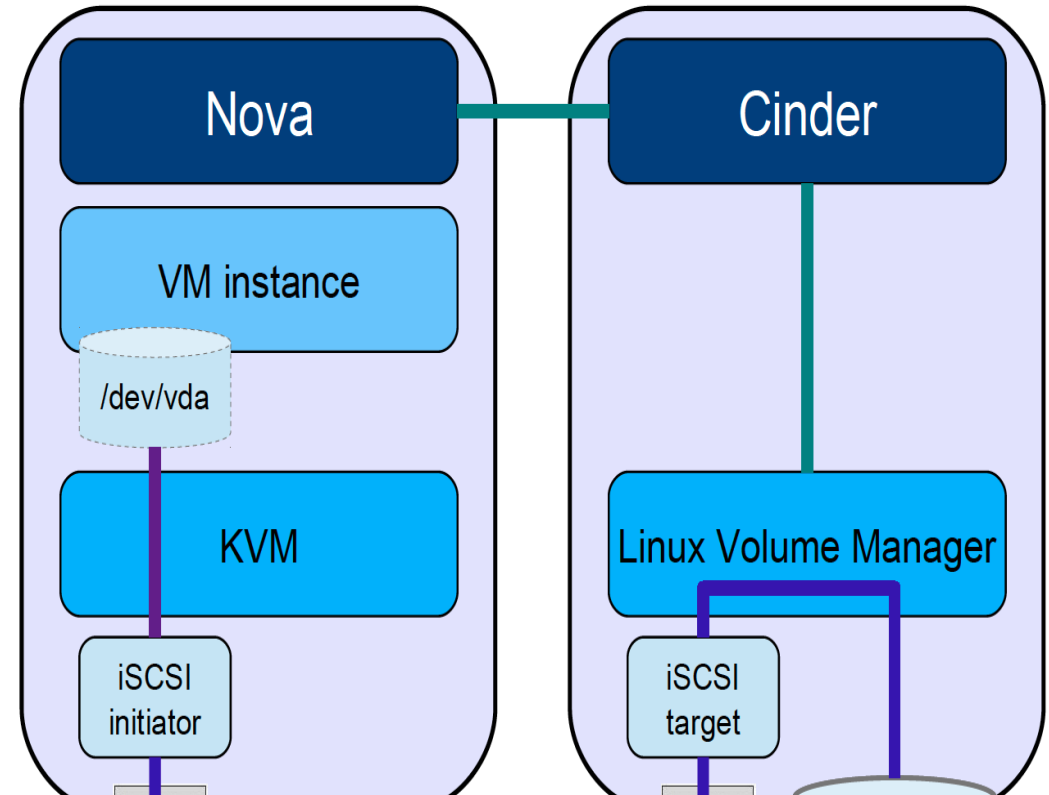 Nova
Cinder
VM instance
/dev/vda
KVM
Linux Volume Manager
iSCSI
initiator
iSCSI
target